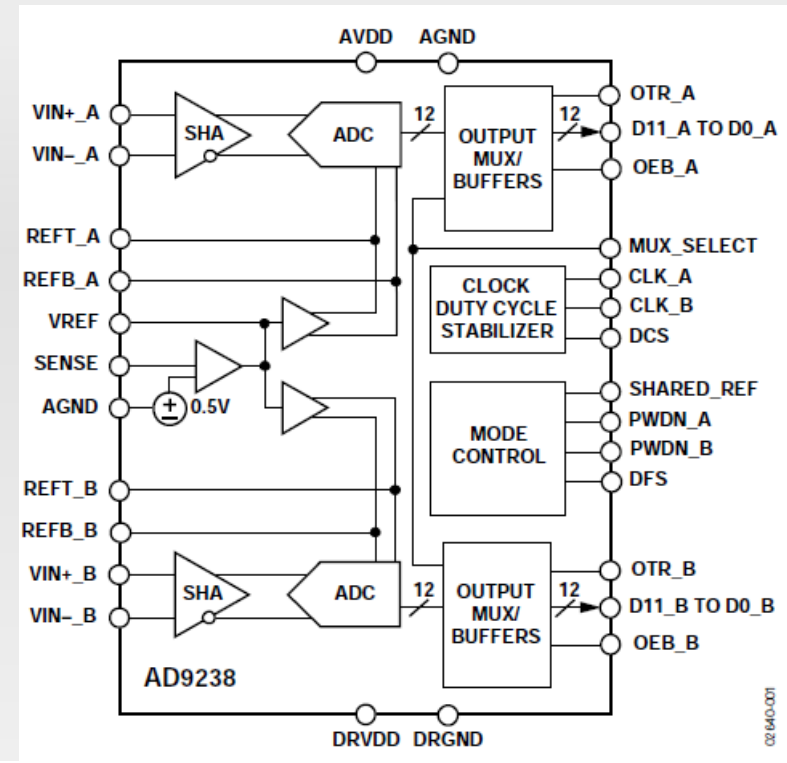 AVDD AGND
VIN+_A
VIN–_A
REFT_A
REFB_A
VREF
SENSE
AGND
0.5V
REFT_B
REFB_B
VIN+_B
VIN–_B
SHA
ADC
12
OUTPUT
MUX/
BUFFERS
12
OTR_A
D11_A TO D0_A
OEB_A
MUX_SELECT
CLOCK
DUTY CYCLE
STABILIZER
CLK_A
CLK_B
DCS
MODE
CONTROL
SHARED_REF
PWDN_A
PWDN_B
DFS
SHA
ADC
12
OUTPUT
MUX/
BUFFERS
12
OTR_B
D11_B TO D0_B
OEB_B
AD9238
DRVDD DRGND
02640-001